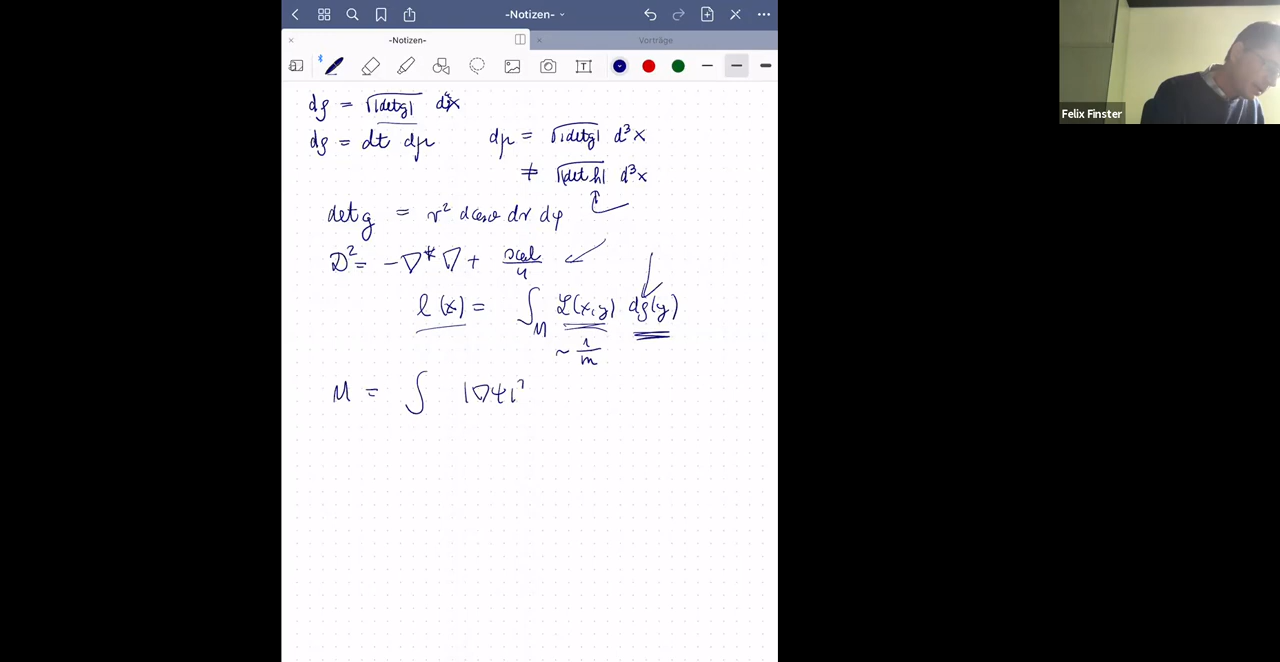 -Notizen-
-Notizen-
Vorträge
Felix Finster
dρ = √|det g| d⁴x
dρ = dt dμ dμ = √|det g| d³x
≠ √|det h| d³x
det g = r² dcosϑ dr dφ
D² = -∇*∇ + scal/4
ℓ(x) = ∫_M ℒ(x,y) dρ(y)
~ 1/m
M = ∫ |∇ψ|²